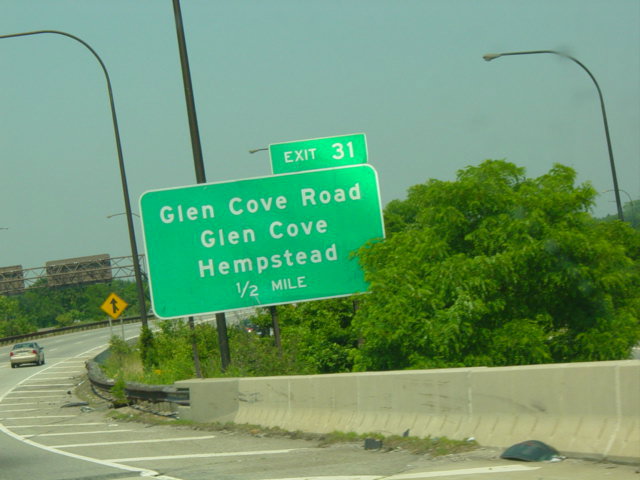 EXIT 31
Glen Cove Road
Glen Cove
Hempstead
1/2 MILE